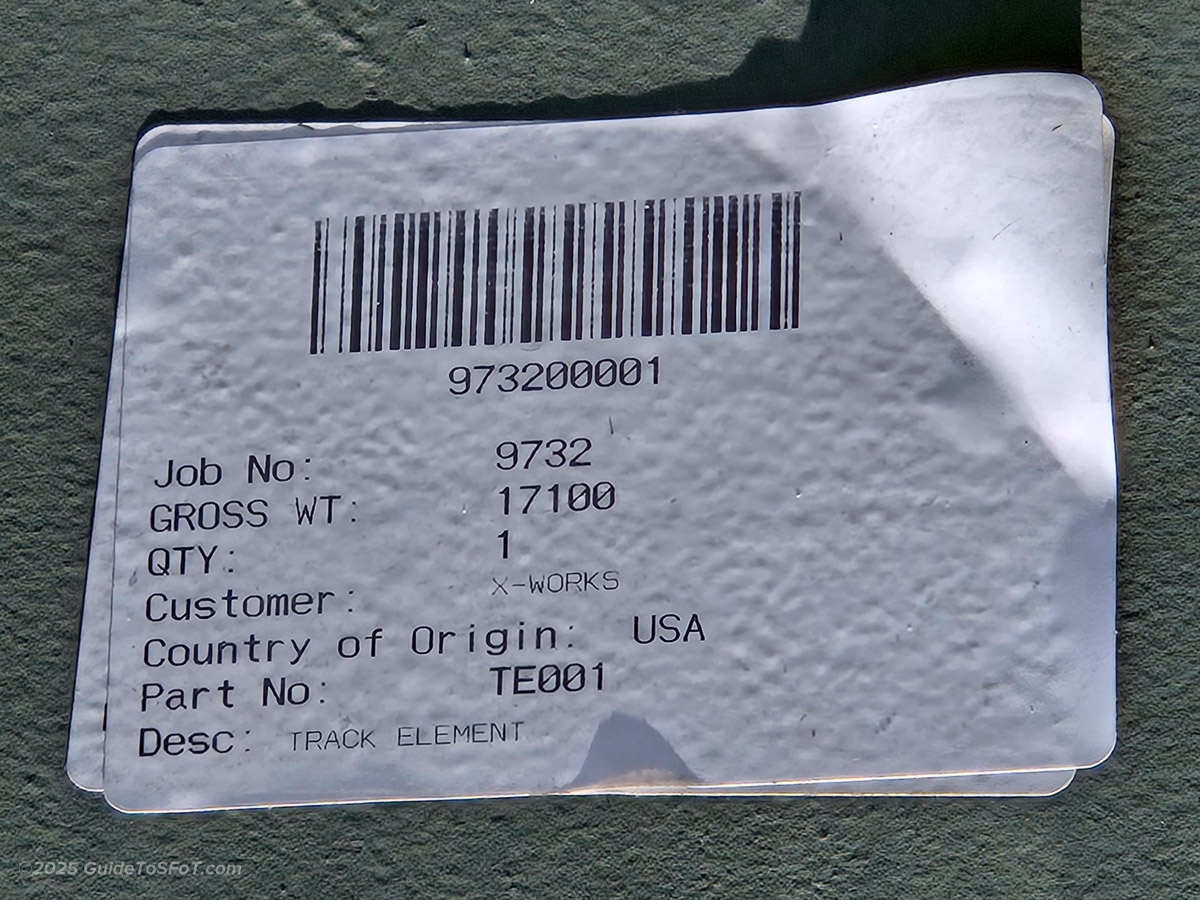 973200001
Job No: 9732
GROSS WT: 17100
QTY: 1
Customer: X-WORKS
Country of Origin: USA
Part No: TE001
Desc: TRACK ELEMENT
©2025 GuideToSFoT.com